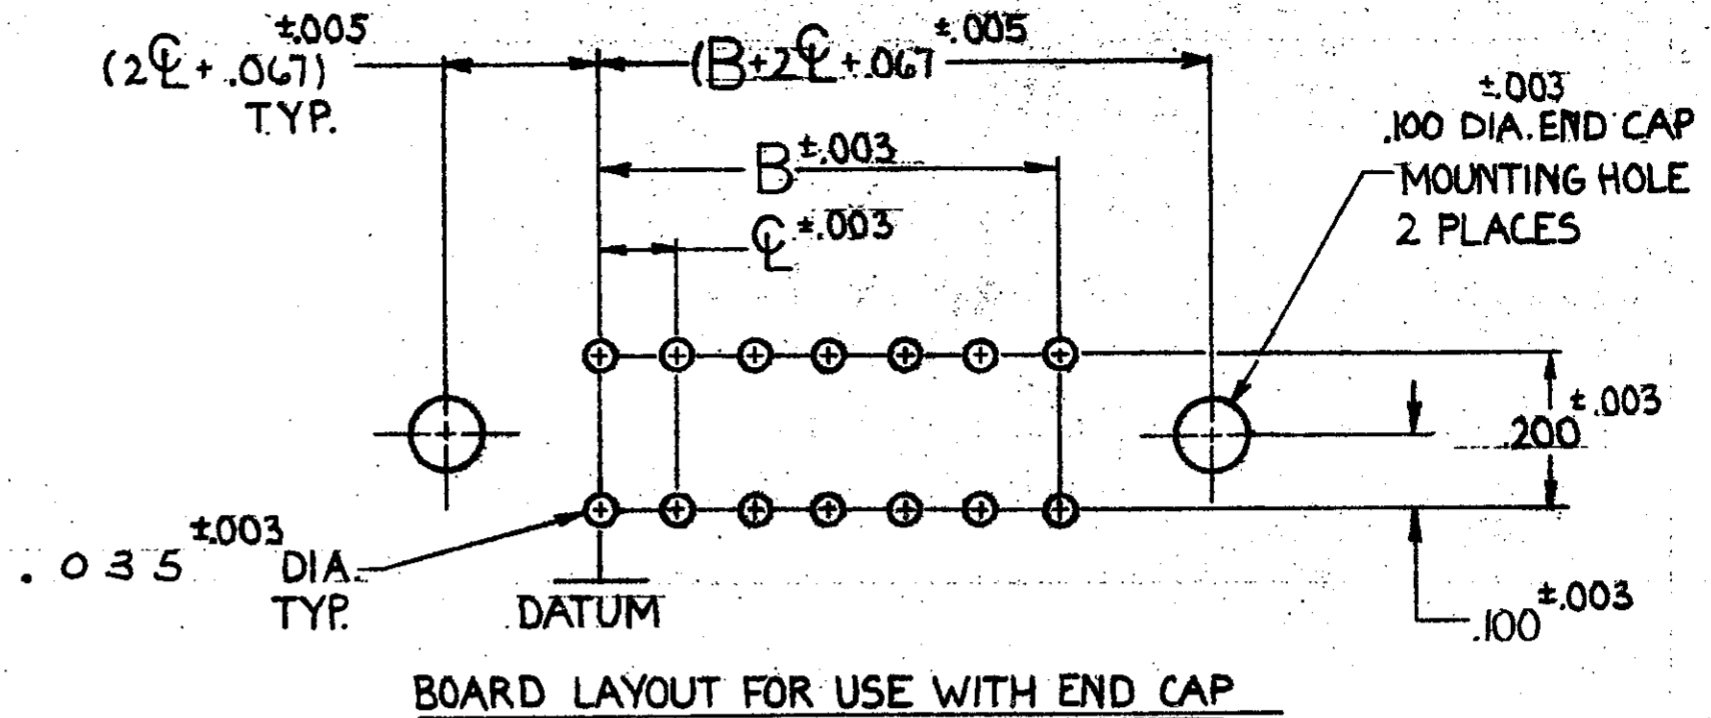 ±.005
(2℄ + .067)
TYP.
±.005
(B+2℄+.067
±.003
.100 DIA. END CAP
MOUNTING HOLE
2 PLACES
B ±.003
℄ ±.003
±.003
.200
±.003
.035 DIA.
TYP.
DATUM
.100 ±.003
BOARD LAYOUT FOR USE WITH END CAP